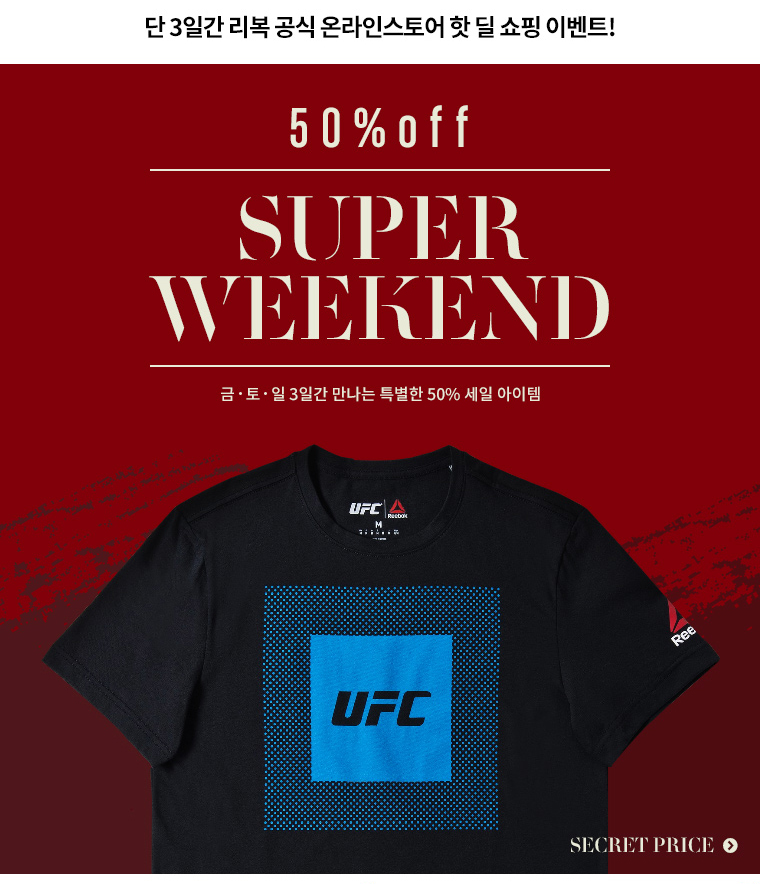 단 3일간 리복 공식 온라인스토어 핫 딜 쇼핑 이벤트!
50%off
SUPER
WEEKEND
금·토·일 3일간 만나는 특별한 50% 세일 아이템
UFC Reebok
M
Ree
UFC
SECRET PRICE